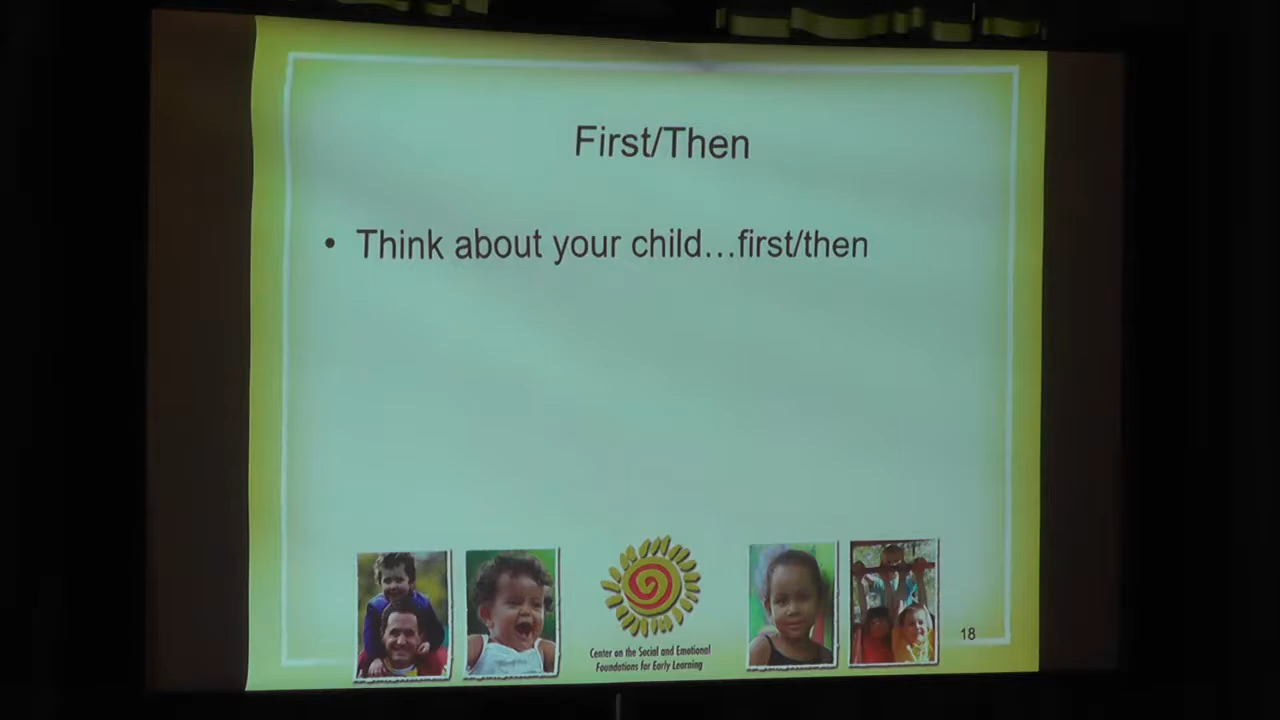 First/Then
• Think about your child…first/then
Center on the Social and Emotional
Foundations for Early Learning
18